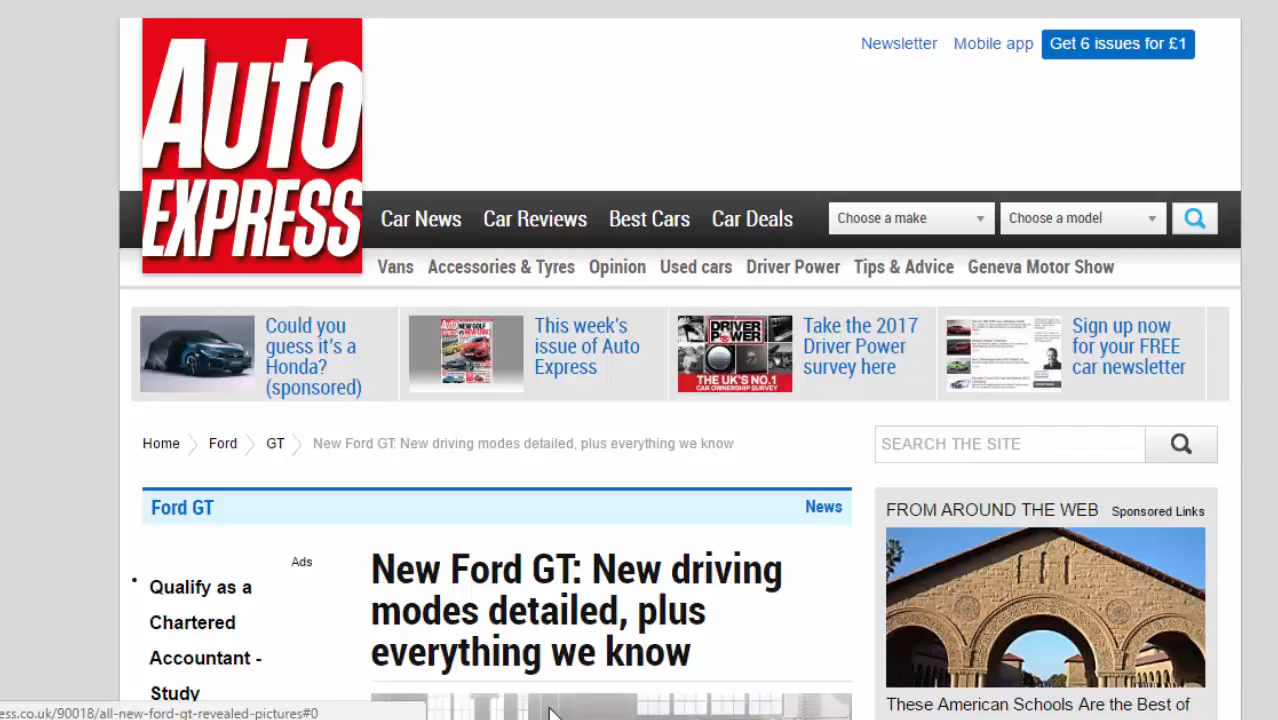 Auto
EXPRESS
Newsletter Mobile app Get 6 issues for £1
Car News Car Reviews Best Cars Car Deals Choose a make Choose a model
Vans Accessories & Tyres Opinion Used cars Driver Power Tips & Advice Geneva Motor Show
Could you
guess it's a
Honda?
(sponsored)
This week's
issue of Auto
Express
DRIVER
POWER
THE UK'S NO.1
CAR OWNERSHIP SURVEY
Take the 2017
Driver Power
survey here
Sign up now
for your FREE
car newsletter
Home Ford GT New Ford GT: New driving modes detailed, plus everything we know
SEARCH THE SITE
Ford GT News
FROM AROUND THE WEB Sponsored Links
Ads
Qualify as a
Chartered
Accountant -
Study
New Ford GT: New driving
modes detailed, plus
everything we know
These American Schools Are the Best of
ess.co.uk/90018/all-new-ford-gt-revealed-pictures#0